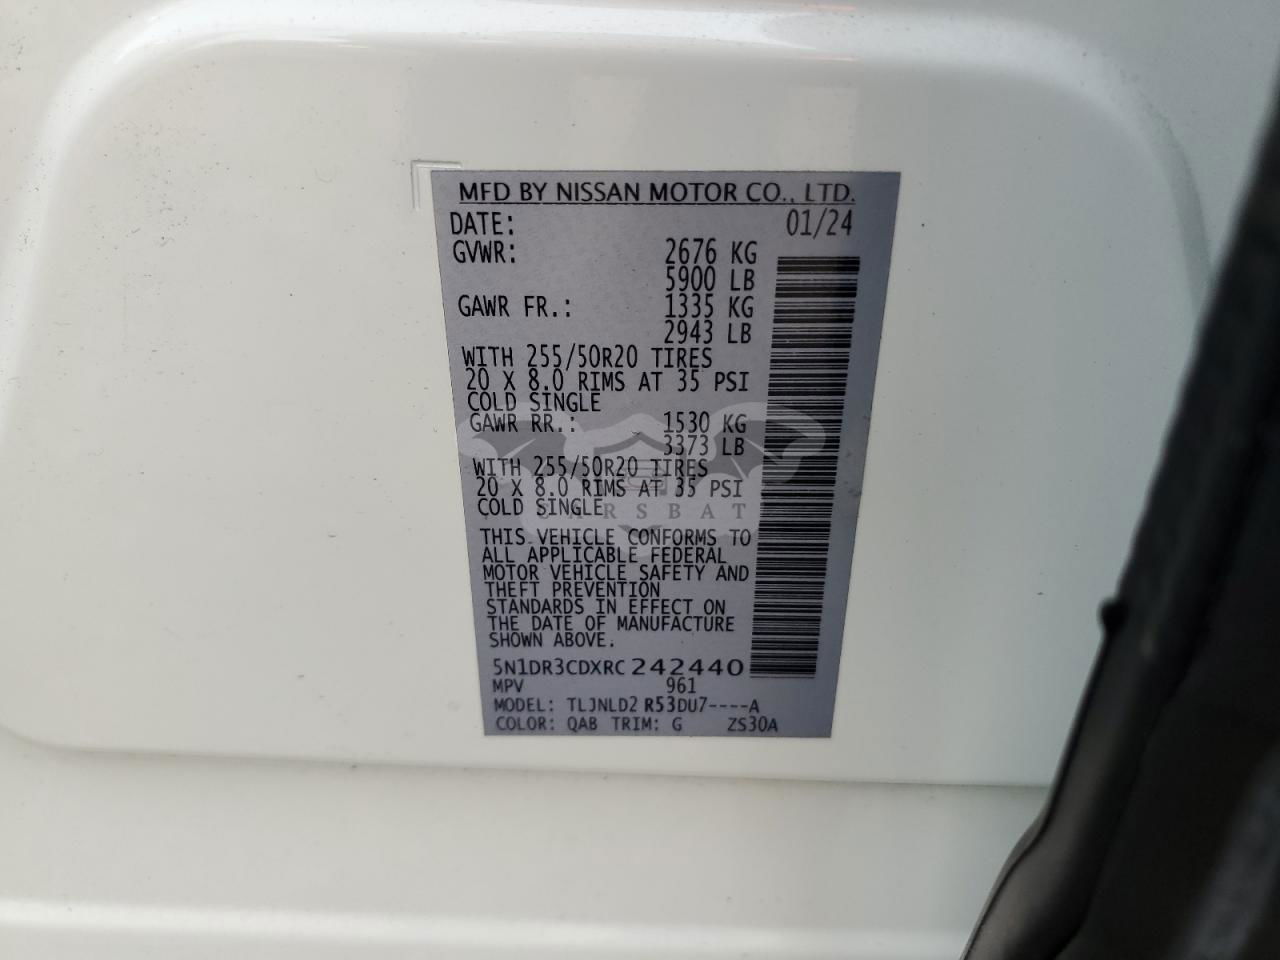 MFD BY NISSAN MOTOR CO., LTD.
DATE: 01/24
GVWR: 2676 KG
5900 LB
GAWR FR.: 1335 KG
2943 LB
WITH 255/50R20 TIRES
20 X 8.0 RIMS AT 35 PSI
COLD SINGLE
GAWR RR.: 1530 KG
3373 LB
WITH 255/50R20 TIRES
20 X 8.0 RIMS AT 35 PSI
COLD SINGLE
CARSBAT
THIS VEHICLE CONFORMS TO
ALL APPLICABLE FEDERAL
MOTOR VEHICLE SAFETY AND
THEFT PREVENTION
STANDARDS IN EFFECT ON
THE DATE OF MANUFACTURE
SHOWN ABOVE.
5N1DR3CDXRC242440
MPV 961
MODEL: TLJNLD2 R53DU7----A
COLOR: QAB TRIM: G ZS30A